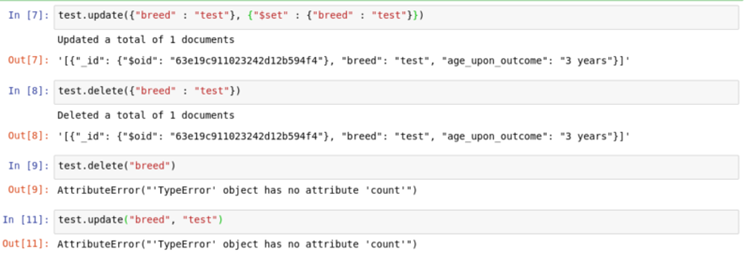 In [7]: test.update({"breed" : "test"}, {"$set" : {"breed" : "test"}})
Updated a total of 1 documents
Out[7]: '[{"_id": {"$oid": "63e19c911023242d12b594f4"}, "breed": "test", "age_upon_outcome": "3 years"}]'
In [8]: test.delete({"breed" : "test"})
Deleted a total of 1 documents
Out[8]: '[{"_id": {"$oid": "63e19c911023242d12b594f4"}, "breed": "test", "age_upon_outcome": "3 years"}]'
In [9]: test.delete("breed")
Out[9]: AttributeError("'TypeError' object has no attribute 'count'")
In [11]: test.update("breed", "test")
Out[11]: AttributeError("'TypeError' object has no attribute 'count'")